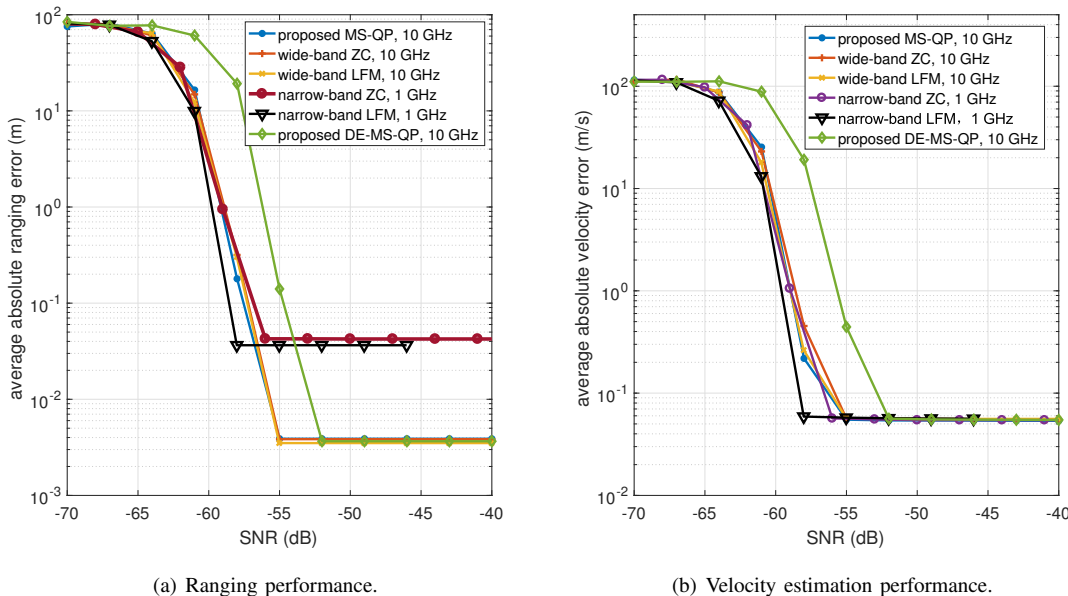 proposed MS-QP, 10 GHz
wide-band ZC, 10 GHz
wide-band LFM, 10 GHz
narrow-band ZC, 1 GHz
narrow-band LFM, 1 GHz
proposed DE-MS-QP, 10 GHz
average absolute ranging error (m)
10^2
10^1
10^0
10^-1
10^-2
10^-3
-70 -65 -60 -55 -50 -45 -40
SNR (dB)
(a) Ranging performance.
proposed MS-QP, 10 GHz
wide-band ZC, 10 GHz
wide-band LFM, 10 GHz
narrow-band ZC, 1 GHz
narrow-band LFM, 1 GHz
proposed DE-MS-QP, 10 GHz
average absolute velocity error (m/s)
10^2
10^1
10^0
10^-1
10^-2
-70 -65 -60 -55 -50 -45 -40
SNR (dB)
(b) Velocity estimation performance.